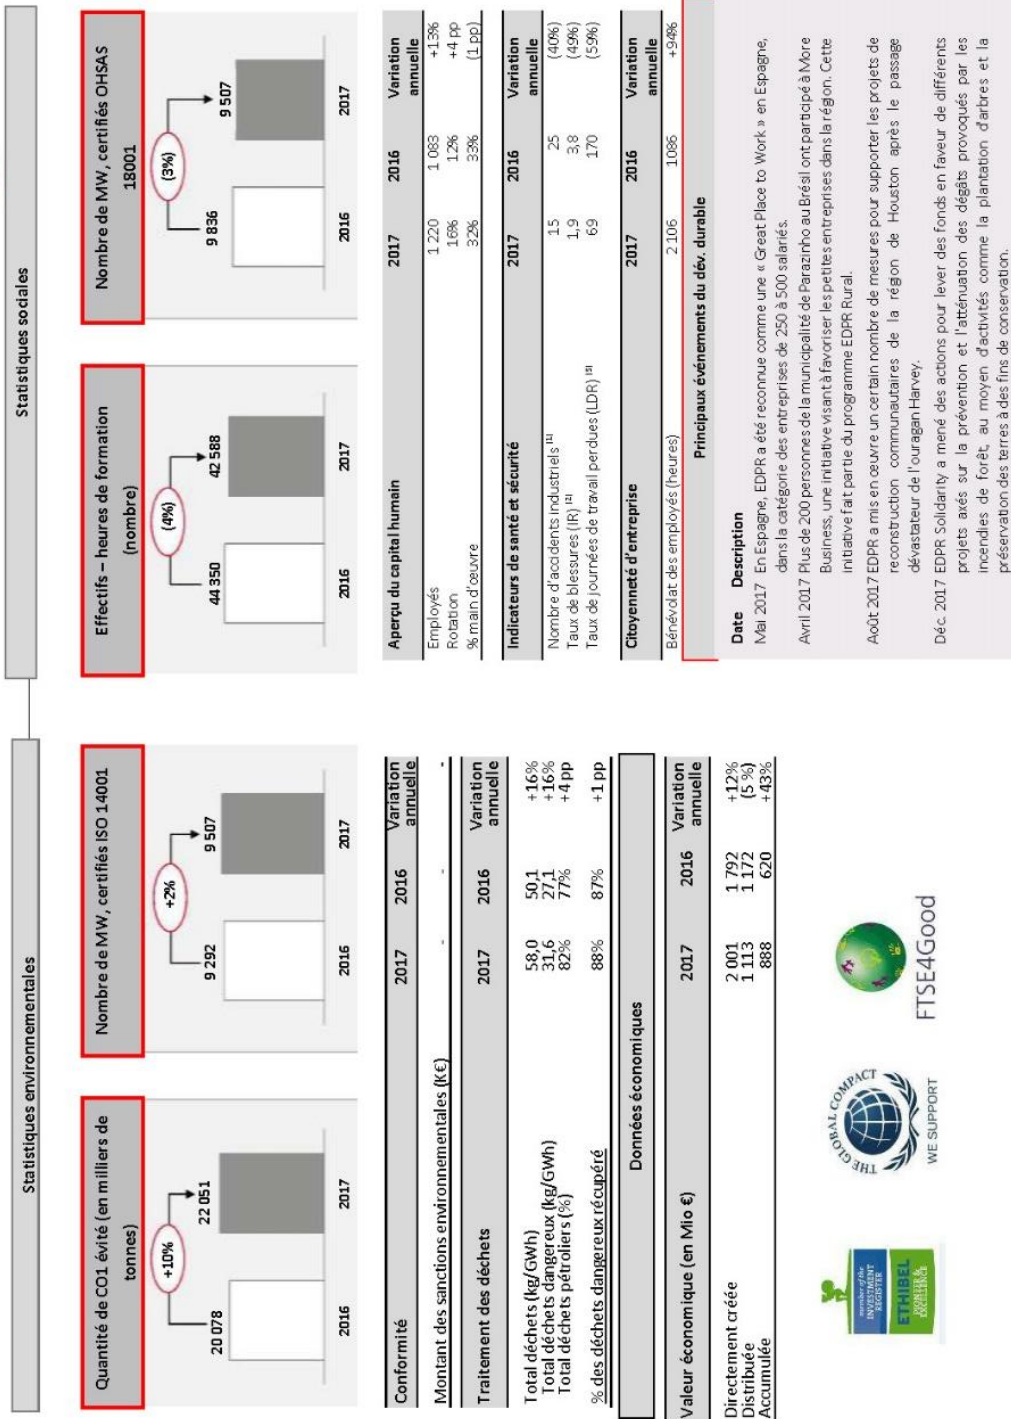 Statistiques environnementales
Statistiques sociales
Quantité de CO1 évité (en milliers de
tonnes)
+10%
20 078
22 051
2016
2017
Nombre de MW, certifiés ISO 14001
+2%
9 292
9 507
2016
2017
Effectifs – heures de formation
(nombre)
(4%)
44 350
42 588
2016
2017
Nombre de MW, certifiés OHSAS
18001
(3%)
9 836
9 507
2016
2017
Conformité 2017 2016 Variation
annuelle
Montant des sanctions environnementales (K€) - - -
Traitement des déchets 2017 2016 Variation
annuelle
Total déchets (kg/GWh) 58,0 50,1 +16%
Total déchets dangereux (kg/GWh) 31,6 27,1 +16%
Total déchets pétroliers (%) 82% 77% +4 pp
% des déchets dangereux récupéré 88% 87% +1 pp
Données économiques
Valeur économique (en Mio €) 2017 2016 Variation
annuelle
Directement créée 2 001 1 792 +12%
Distribuée 1 113 1 172 (5 %)
Accumulée 888 620 +43%
member of the
INVESTMENT
REGISTER
ETHIBEL
PIONEER &
EXCELLENCE
THE GLOBAL COMPACT
WE SUPPORT
FTSE4Good
Aperçu du capital humain 2017 2016 Variation
annuelle
Employés 1 220 1 083 +13%
Rotation 16% 12% +4 pp
% main d'œuvre 32% 33% (1 pp)
Indicateurs de santé et sécurité 2017 2016 Variation
annuelle
Nombre d'accidents industriels [11] 15 25 (40%)
Taux de blessures (IR) [12] 1,9 3,8 (49%)
Taux de journées de travail perdues (LDR) [13] 69 170 (59%)
Citoyenneté d'entreprise 2017 2016 Variation
annuelle
Bénévolat des employés (heures) 2 106 1086 +94%
Principaux événements du dév. durable
Date Description
Mai 2017 En Espagne, EDPR a été reconnue comme une « Great Place to Work » en Espagne,
dans la catégorie des entreprises de 250 à 500 salariés.
Avril 2017 Plus de 200 personnes de la municipalité de Parazinho au Brésil ont participé à More
Business, une initiative visant à favoriser les petites entreprises dans la région. Cette
initiative fait partie du programme EDPR Rural.
Août 2017 EDPR a mis en œuvre un certain nombre de mesures pour supporter les projets de
reconstruction communautaires de la région de Houston après le passage
dévastateur de l'ouragan Harvey.
Déc. 2017 EDPR Solidarity a mené des actions pour lever des fonds en faveur de différents
projets axés sur la prévention et l'atténuation des dégâts provoqués par les
incendies de forêt, au moyen d'activités comme la plantation d'arbres et la
préservation des terres à des fins de conservation.